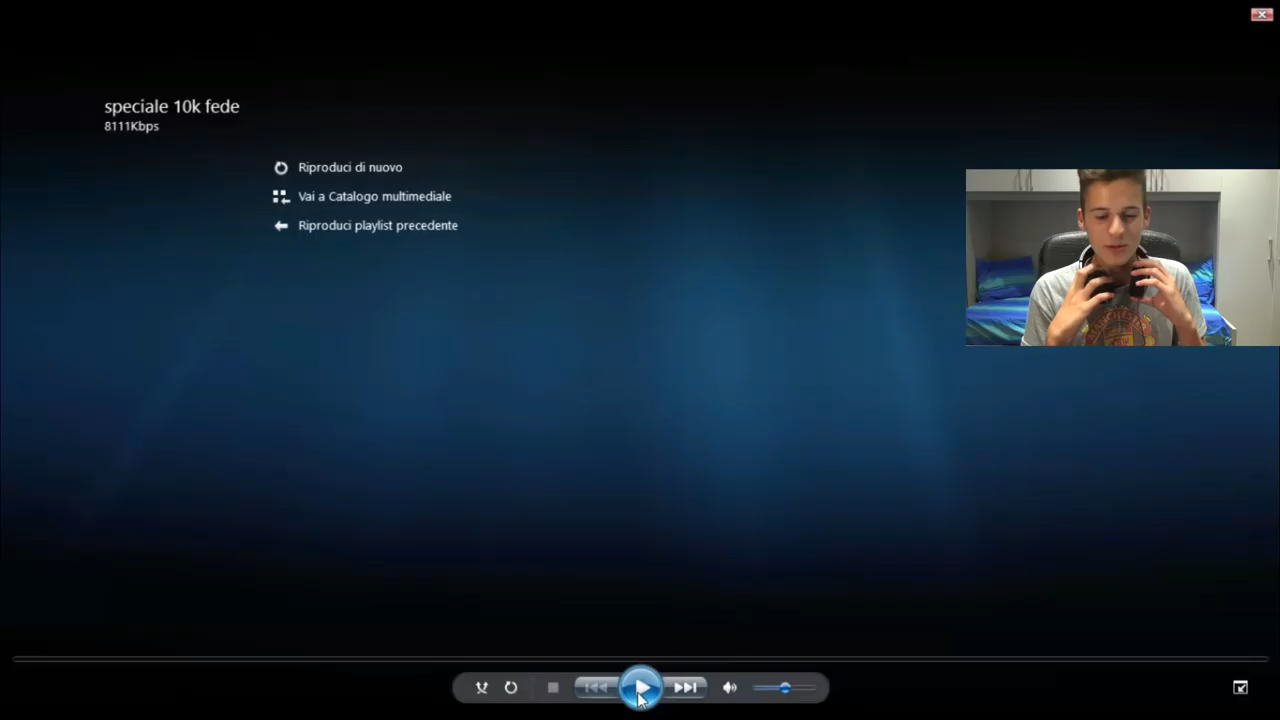 speciale 10k fede
8111Kbps
Riproduci di nuovo
Vai a Catalogo multimediale
Riproduci playlist precedente